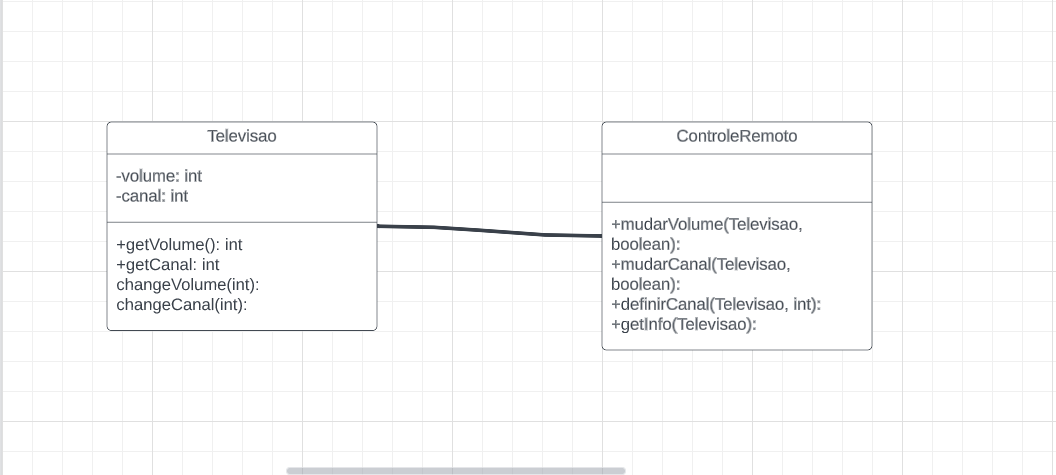 Televisao
-volume: int
-canal: int
+getVolume(): int
+getCanal: int
changeVolume(int):
changeCanal(int):
ControleRemoto
+mudarVolume(Televisao,
boolean):
+mudarCanal(Televisao,
boolean):
+definirCanal(Televisao, int):
+getInfo(Televisao):